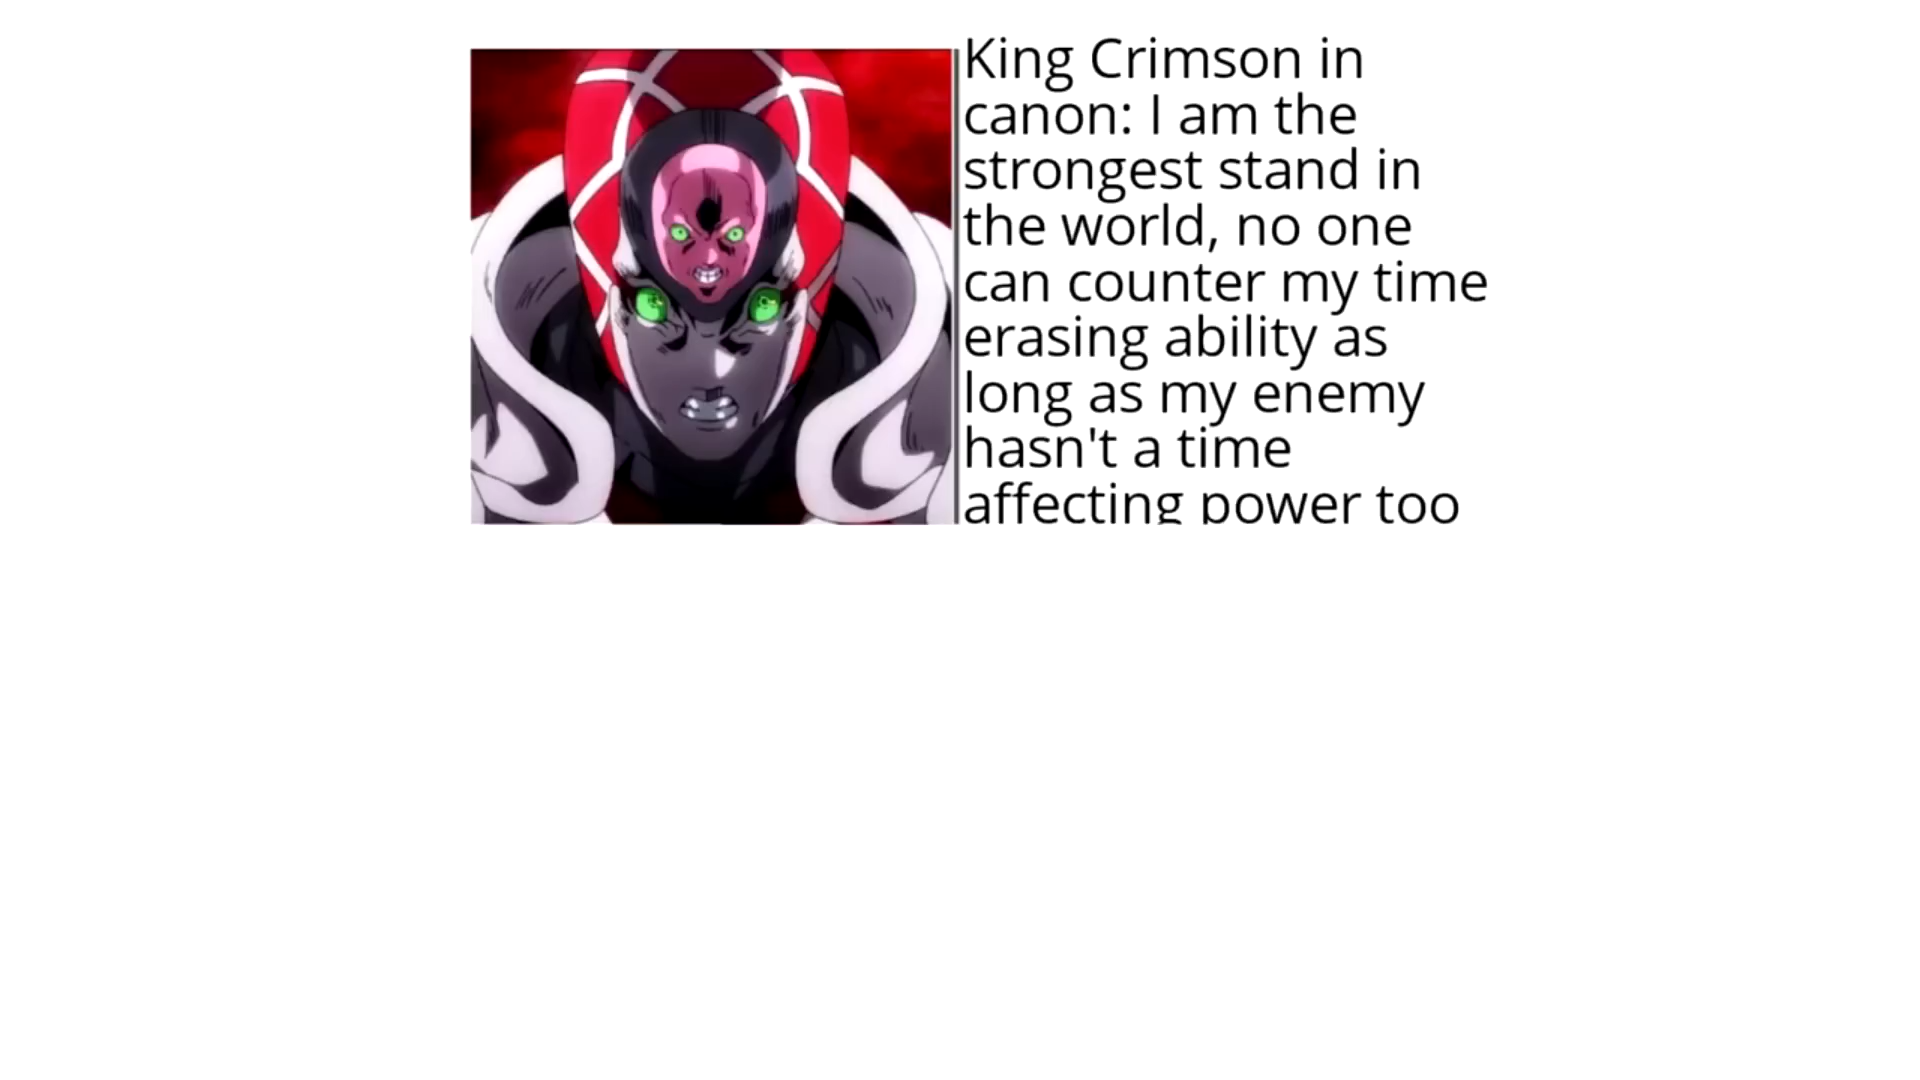 King Crimson in
canon: I am the
strongest stand in
the world, no one
can counter my time
erasing ability as
long as my enemy
hasn't a time
affecting power too